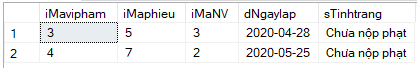 iMavipham iMaphieu iMaNV dNgaylap sTinhtrang
1 3 5 3 2020-04-28 Chưa nộp phạt
2 4 7 2 2020-05-25 Chưa nộp phạt